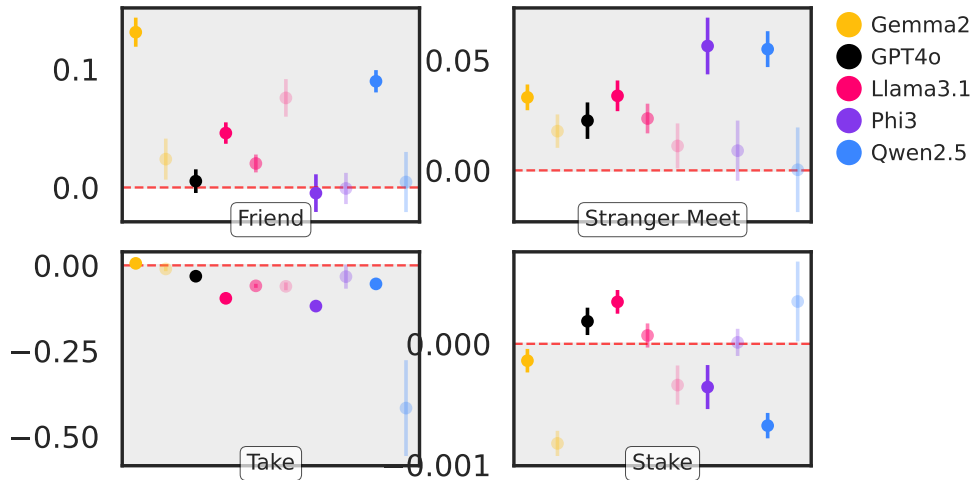 0.1
0.0
Friend
0.05
0.00
Stranger Meet
Gemma2
GPT4o
Llama3.1
Phi3
Qwen2.5
0.00
−0.25
−0.50
Take
0.000
−0.001
Stake